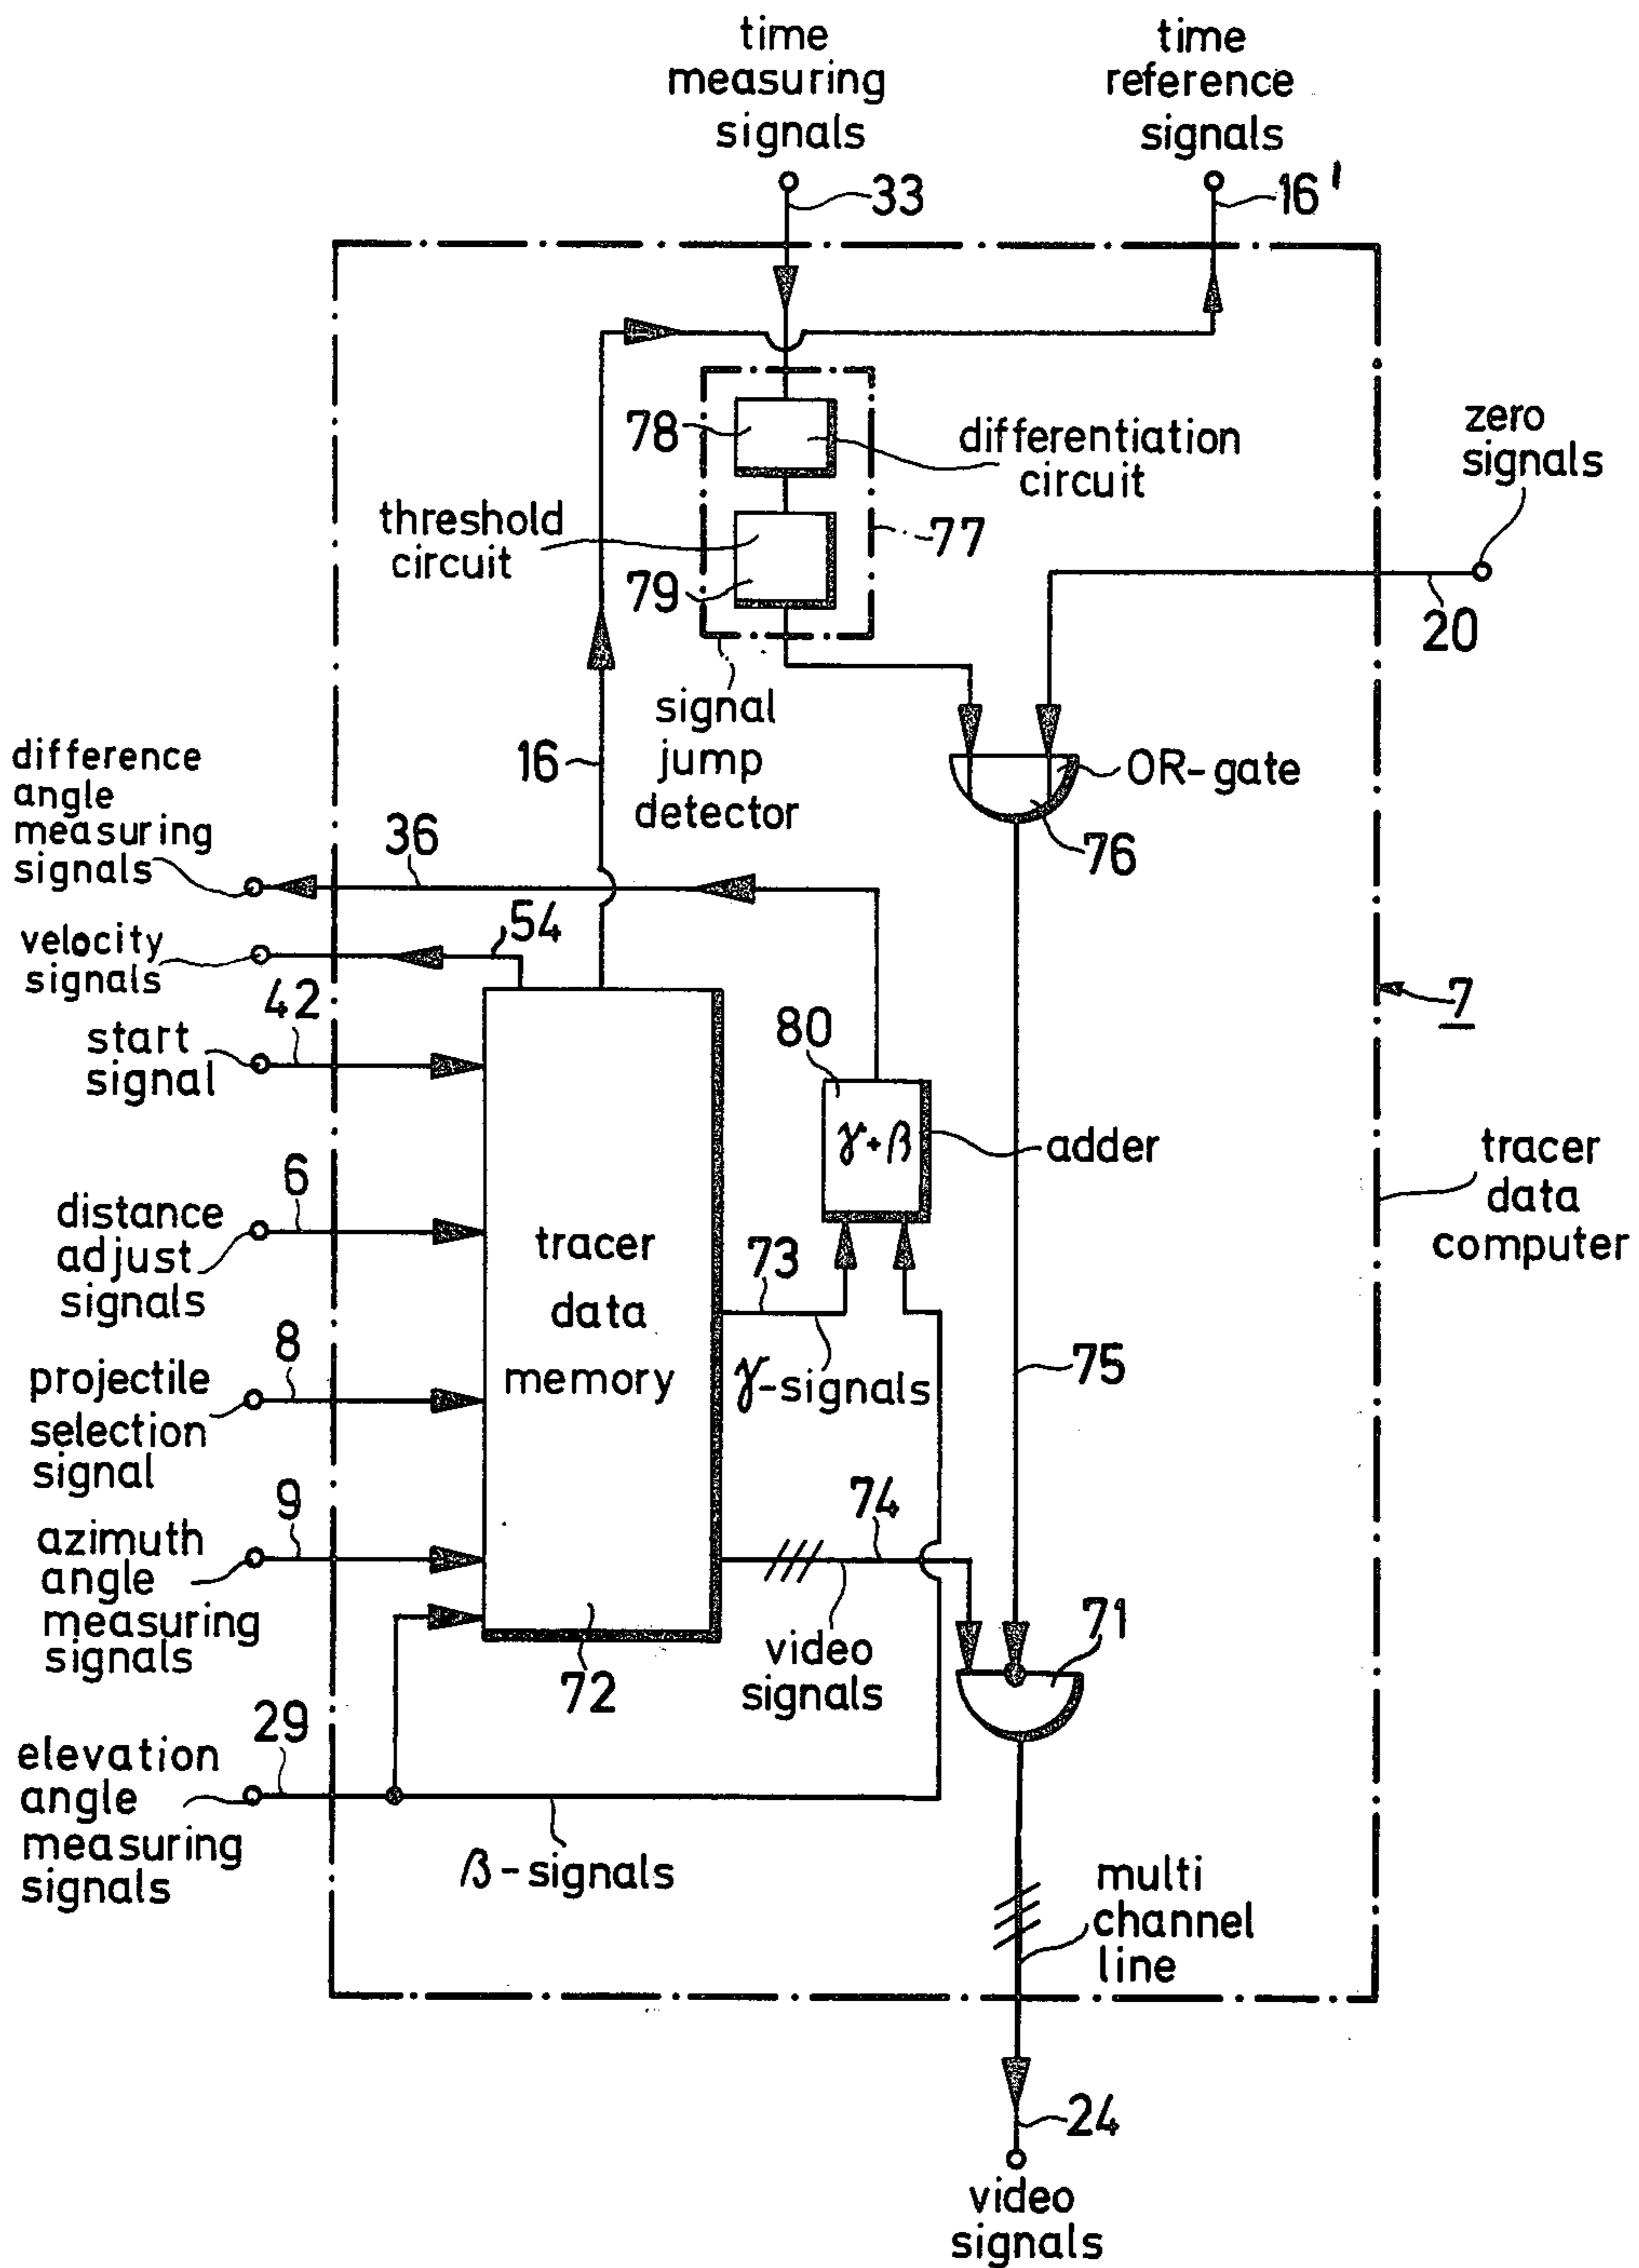 time
measuring
signals
time
reference
signals
33
16'
78
differentiation
circuit
zero
signals
threshold
circuit
77
79
20
signal
jump
detector
16
OR-gate
76
difference
angle
measuring
signals
36
velocity
signals
54
7
42
start
signal
80
γ+β
adder
tracer
data
computer
6
distance
adjust
signals
tracer
data
memory
73
γ-signals
75
8
projectile
selection
signal
9
azimuth
angle
measuring
signals
74
video
signals
71
72
29
elevation
angle
measuring
signals
β-signals
multi
channel
line
24
video
signals